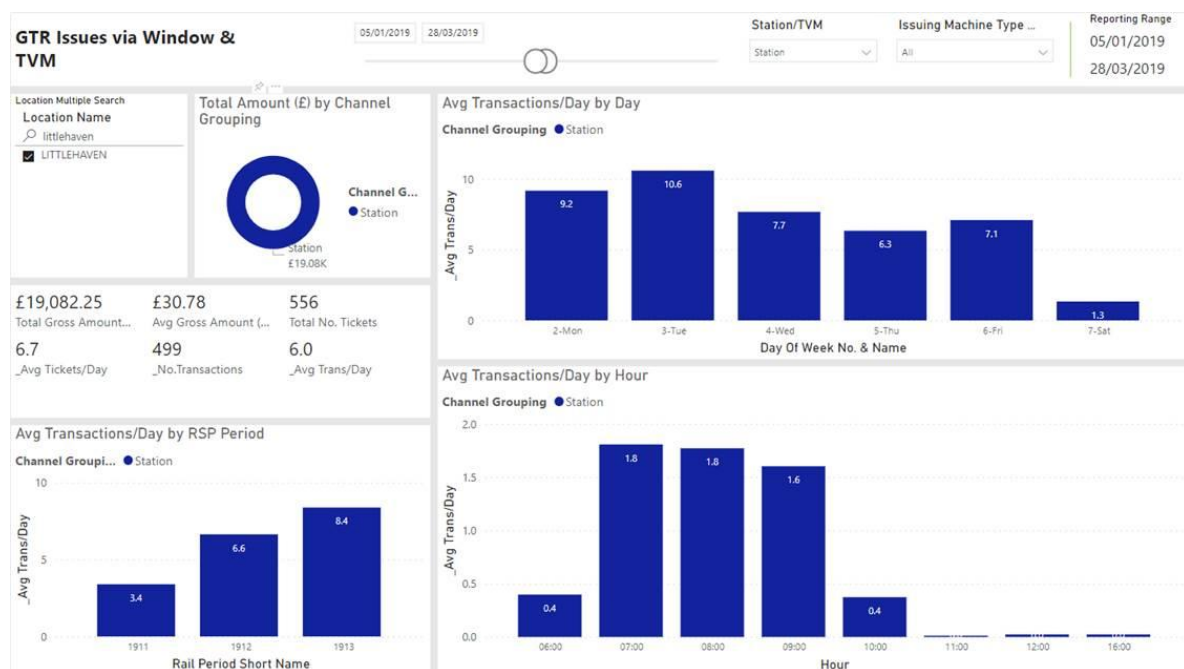 GTR Issues via Window &
TVM
05/01/2019 28/03/2019
Station/TVM
Station
Issuing Machine Type ...
All
Reporting Range
05/01/2019
28/03/2019
Location Multiple Search
Location Name
littlehaven
LITTLEHAVEN
Total Amount (£) by Channel
Grouping
Channel G...
Station
Station
£19.08K
£19,082.25 £30.78 556
Total Gross Amount... Avg Gross Amount (... Total No. Tickets
6.7 499 6.0
_Avg Tickets/Day _No.Transactions _Avg Trans/Day
Avg Transactions/Day by RSP Period
Channel Groupi... Station
10
5
0
_Avg Trans/Day
3.4 6.6 8.4
1911 1912 1913
Rail Period Short Name
Avg Transactions/Day by Day
Channel Grouping Station
10
5
0
_Avg Trans/Day
9.2 10.6 7.7 6.3 7.1 1.3
2-Mon 3-Tue 4-Wed 5-Thu 6-Fri 7-Sat
Day Of Week No. & Name
Avg Transactions/Day by Hour
Channel Grouping Station
2.0
1.5
1.0
0.5
0.0
_Avg Trans/Day
0.4 1.8 1.8 1.6 0.4
06:00 07:00 08:00 09:00 10:00 11:00 12:00 16:00
Hour